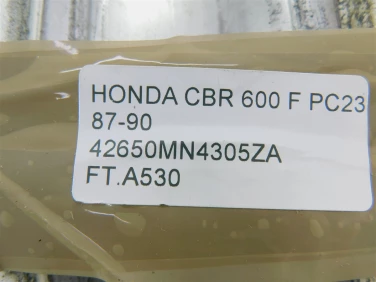 HONDA CBR 600 F PC23
87-90
42650MN4305ZA
FT.A530